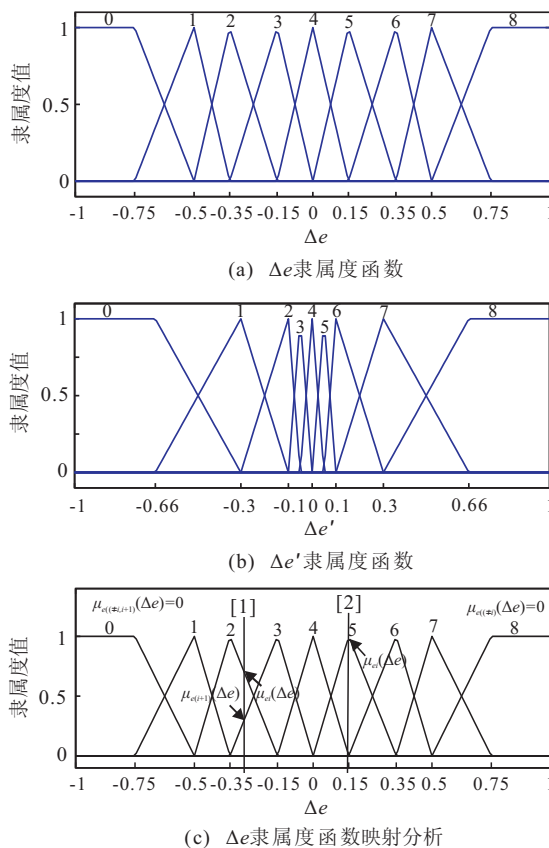 0 1 2 3 4 5 6 7 8
1
0.5
0
隶属度值
-1 -0.75 -0.5 -0.35 -0.15 0 0.15 0.35 0.5 0.75 1
Δe
(a) Δe隶属度函数
0 1 2 3 4 5 6 7 8
1
0.5
0
隶属度值
-1 -0.66 -0.3 -0.1 0 0.1 0.3 0.66 1
Δe'
(b) Δe'隶属度函数
μe((≠i,i+1)(Δe)=0 [1] [2] μe((≠i)(Δe)=0
0 1 2 3 4 5 6 7 8
1
0.5
0
隶属度值
μe(i+1)(Δe) μei(Δe) μei(Δe)
-1 -0.75 -0.5 -0.35 -0.15 0 0.15 0.35 0.5 0.75 1
Δe
(c) Δe隶属度函数映射分析